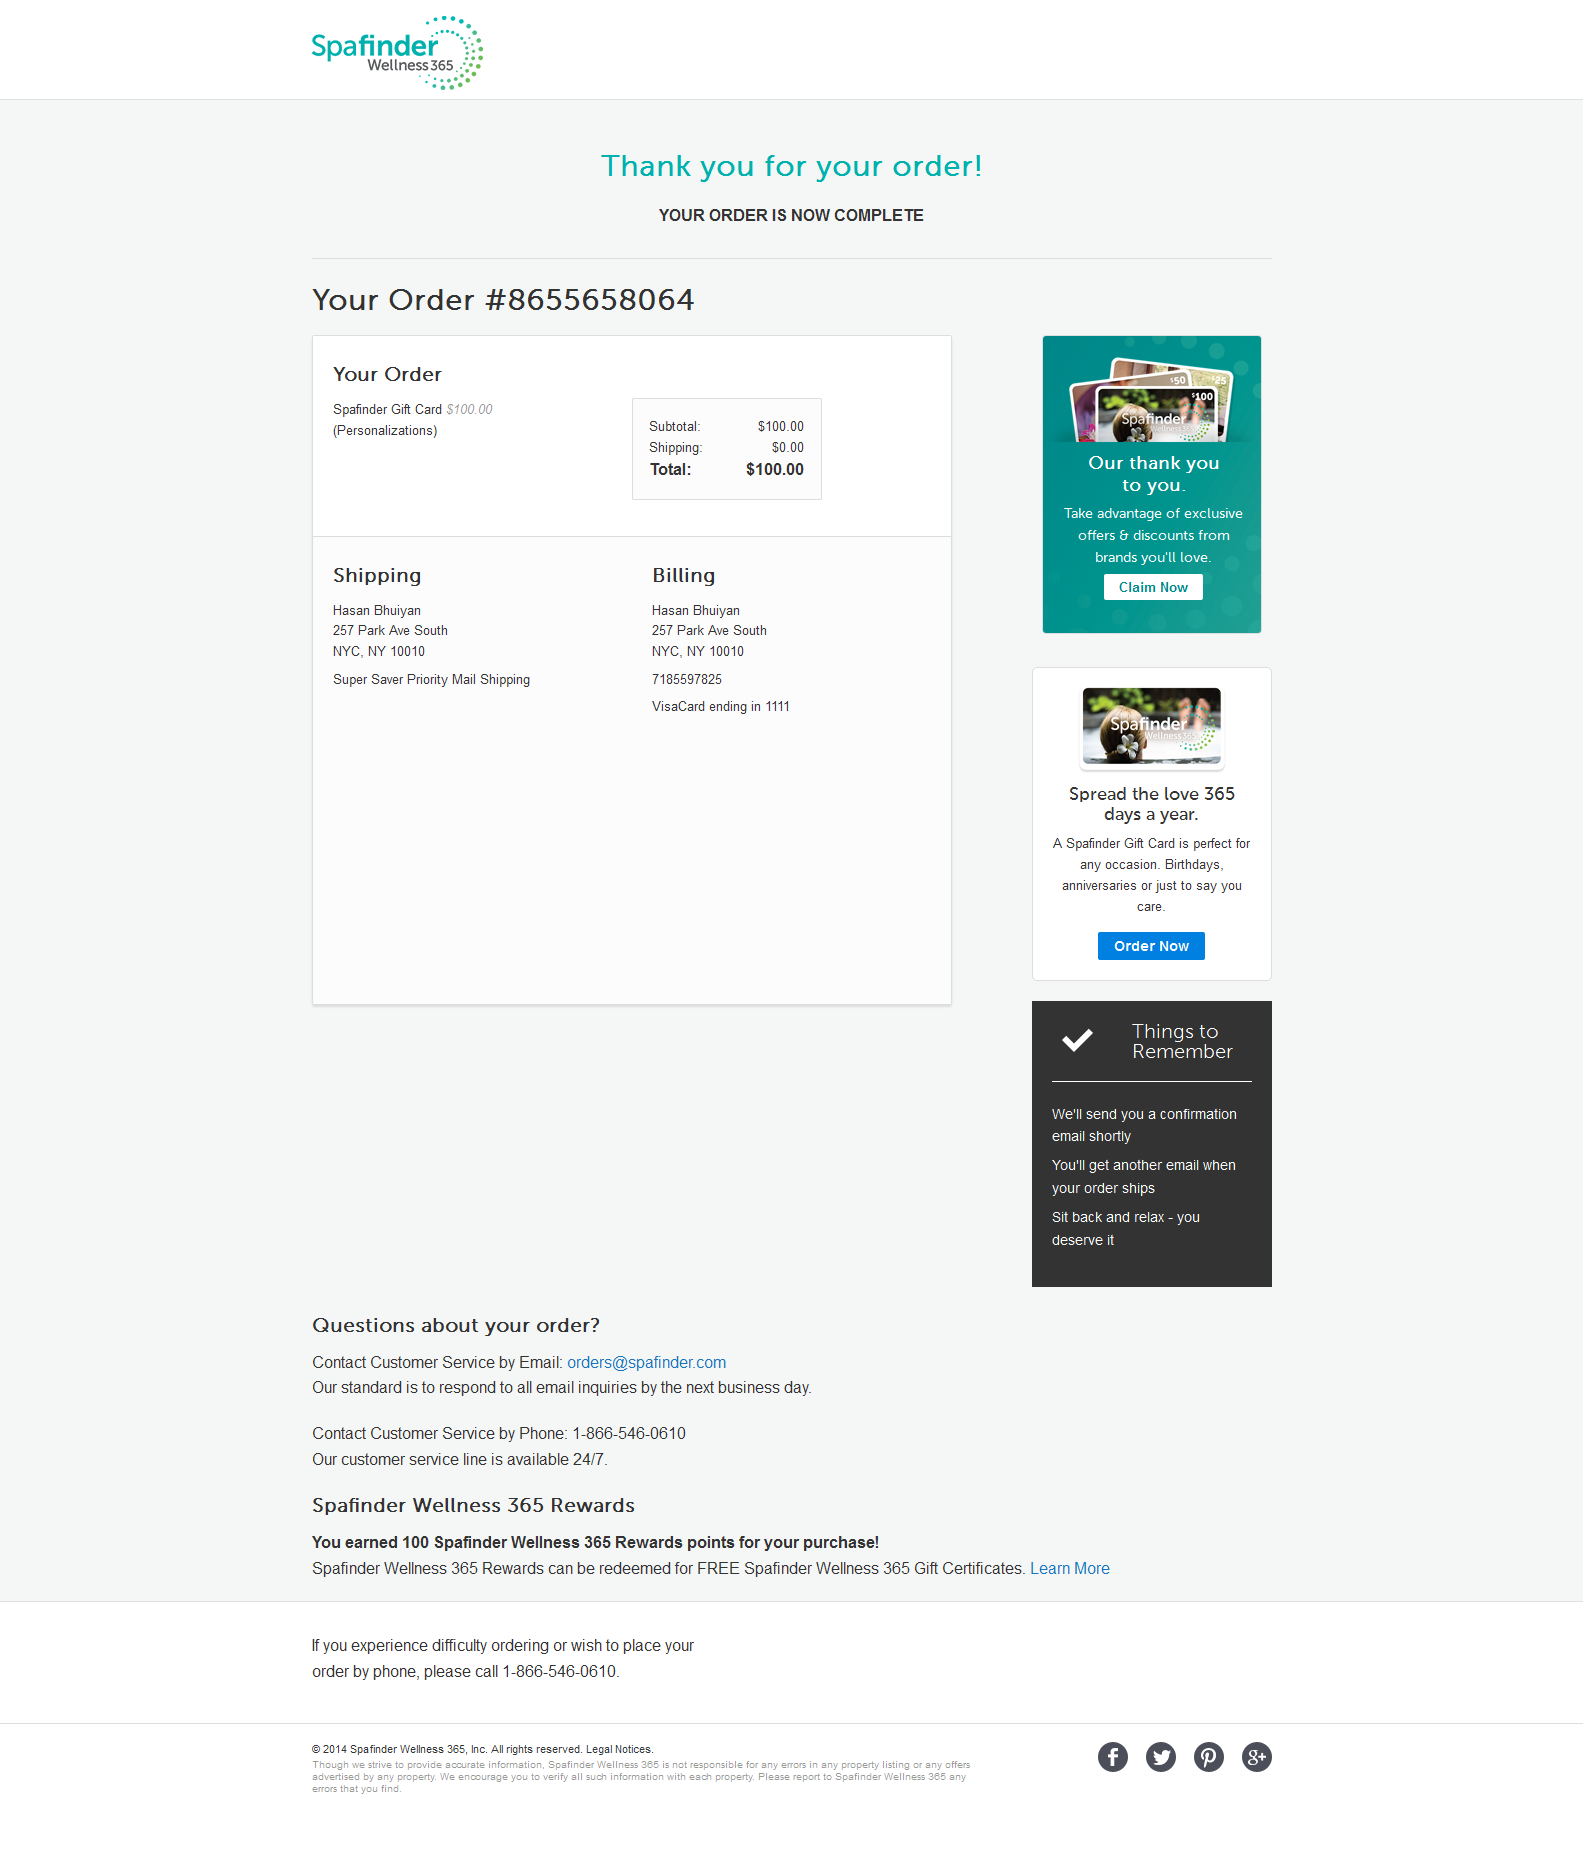 Spafinder
Wellness 365
Thank you for your order!
YOUR ORDER IS NOW COMPLETE
Your Order #8655658064
Your Order
Spafinder Gift Card $100.00
(Personalizations)
Subtotal: $100.00
Shipping: $0.00
Total: $100.00
Shipping
Hasan Bhuiyan
257 Park Ave South
NYC, NY 10010
Super Saver Priority Mail Shipping
Billing
Hasan Bhuiyan
257 Park Ave South
NYC, NY 10010
7185597825
VisaCard ending in 1111
$50
$25
$100
Spafinder
Wellness 365
Our thank you
to you.
Take advantage of exclusive
offers & discounts from
brands you'll love.
Claim Now
Spafinder
Wellness 365
Spread the love 365
days a year.
A Spafinder Gift Card is perfect for
any occasion. Birthdays,
anniversaries or just to say you
care.
Order Now
Things to
Remember
We'll send you a confirmation
email shortly
You'll get another email when
your order ships
Sit back and relax - you
deserve it
Questions about your order?
Contact Customer Service by Email: orders@spafinder.com
Our standard is to respond to all email inquiries by the next business day.
Contact Customer Service by Phone: 1-866-546-0610
Our customer service line is available 24/7.
Spafinder Wellness 365 Rewards
You earned 100 Spafinder Wellness 365 Rewards points for your purchase!
Spafinder Wellness 365 Rewards can be redeemed for FREE Spafinder Wellness 365 Gift Certificates. Learn More
If you experience difficulty ordering or wish to place your
order by phone, please call 1-866-546-0610.
© 2014 Spafinder Wellness 365, Inc. All rights reserved. Legal Notices.
Though we strive to provide accurate information, Spafinder Wellness 365 is not responsible for any errors in any property listing or any offers
advertised by any property. We encourage you to verify all such information with each property. Please report to Spafinder Wellness 365 any
errors that you find.